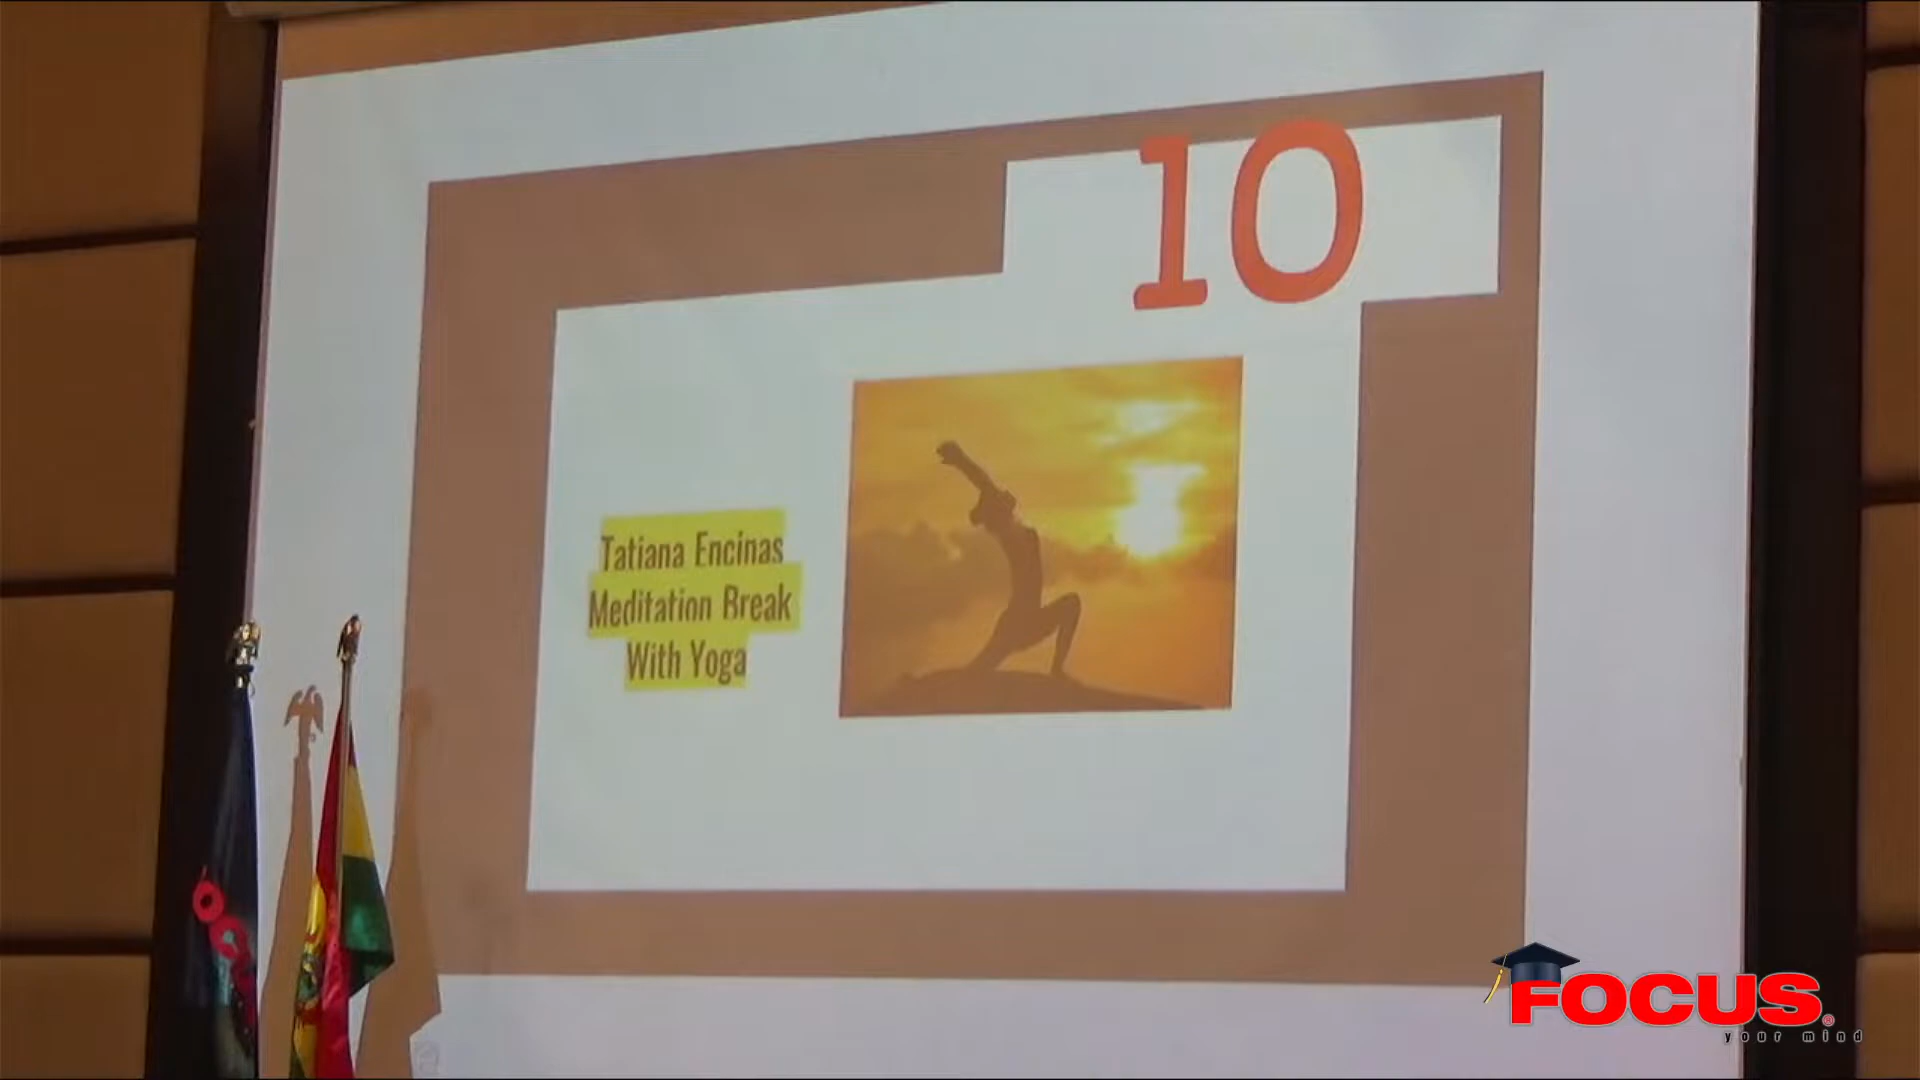 10
Tatiana Encinas
Meditation Break
With Yoga
FOCUS
your mind